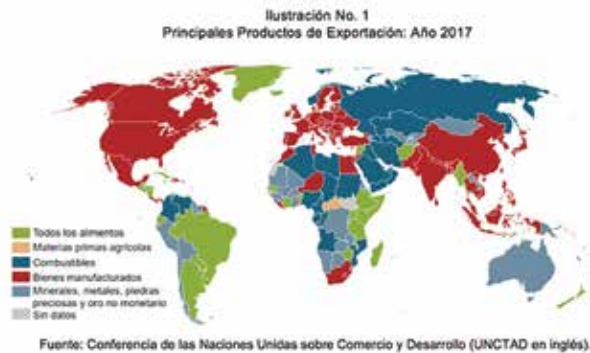 Ilustración No. 1
Principales Productos de Exportación: Año 2017
Todos los alimentos
Materias primas agrícolas
Combustibles
Bienes manufacturados
Minerales, metales, piedras
preciosas y oro no monetario
Sin datos
Fuente: Conferencia de las Naciones Unidas sobre Comercio y Desarrollo (UNCTAD en inglés).